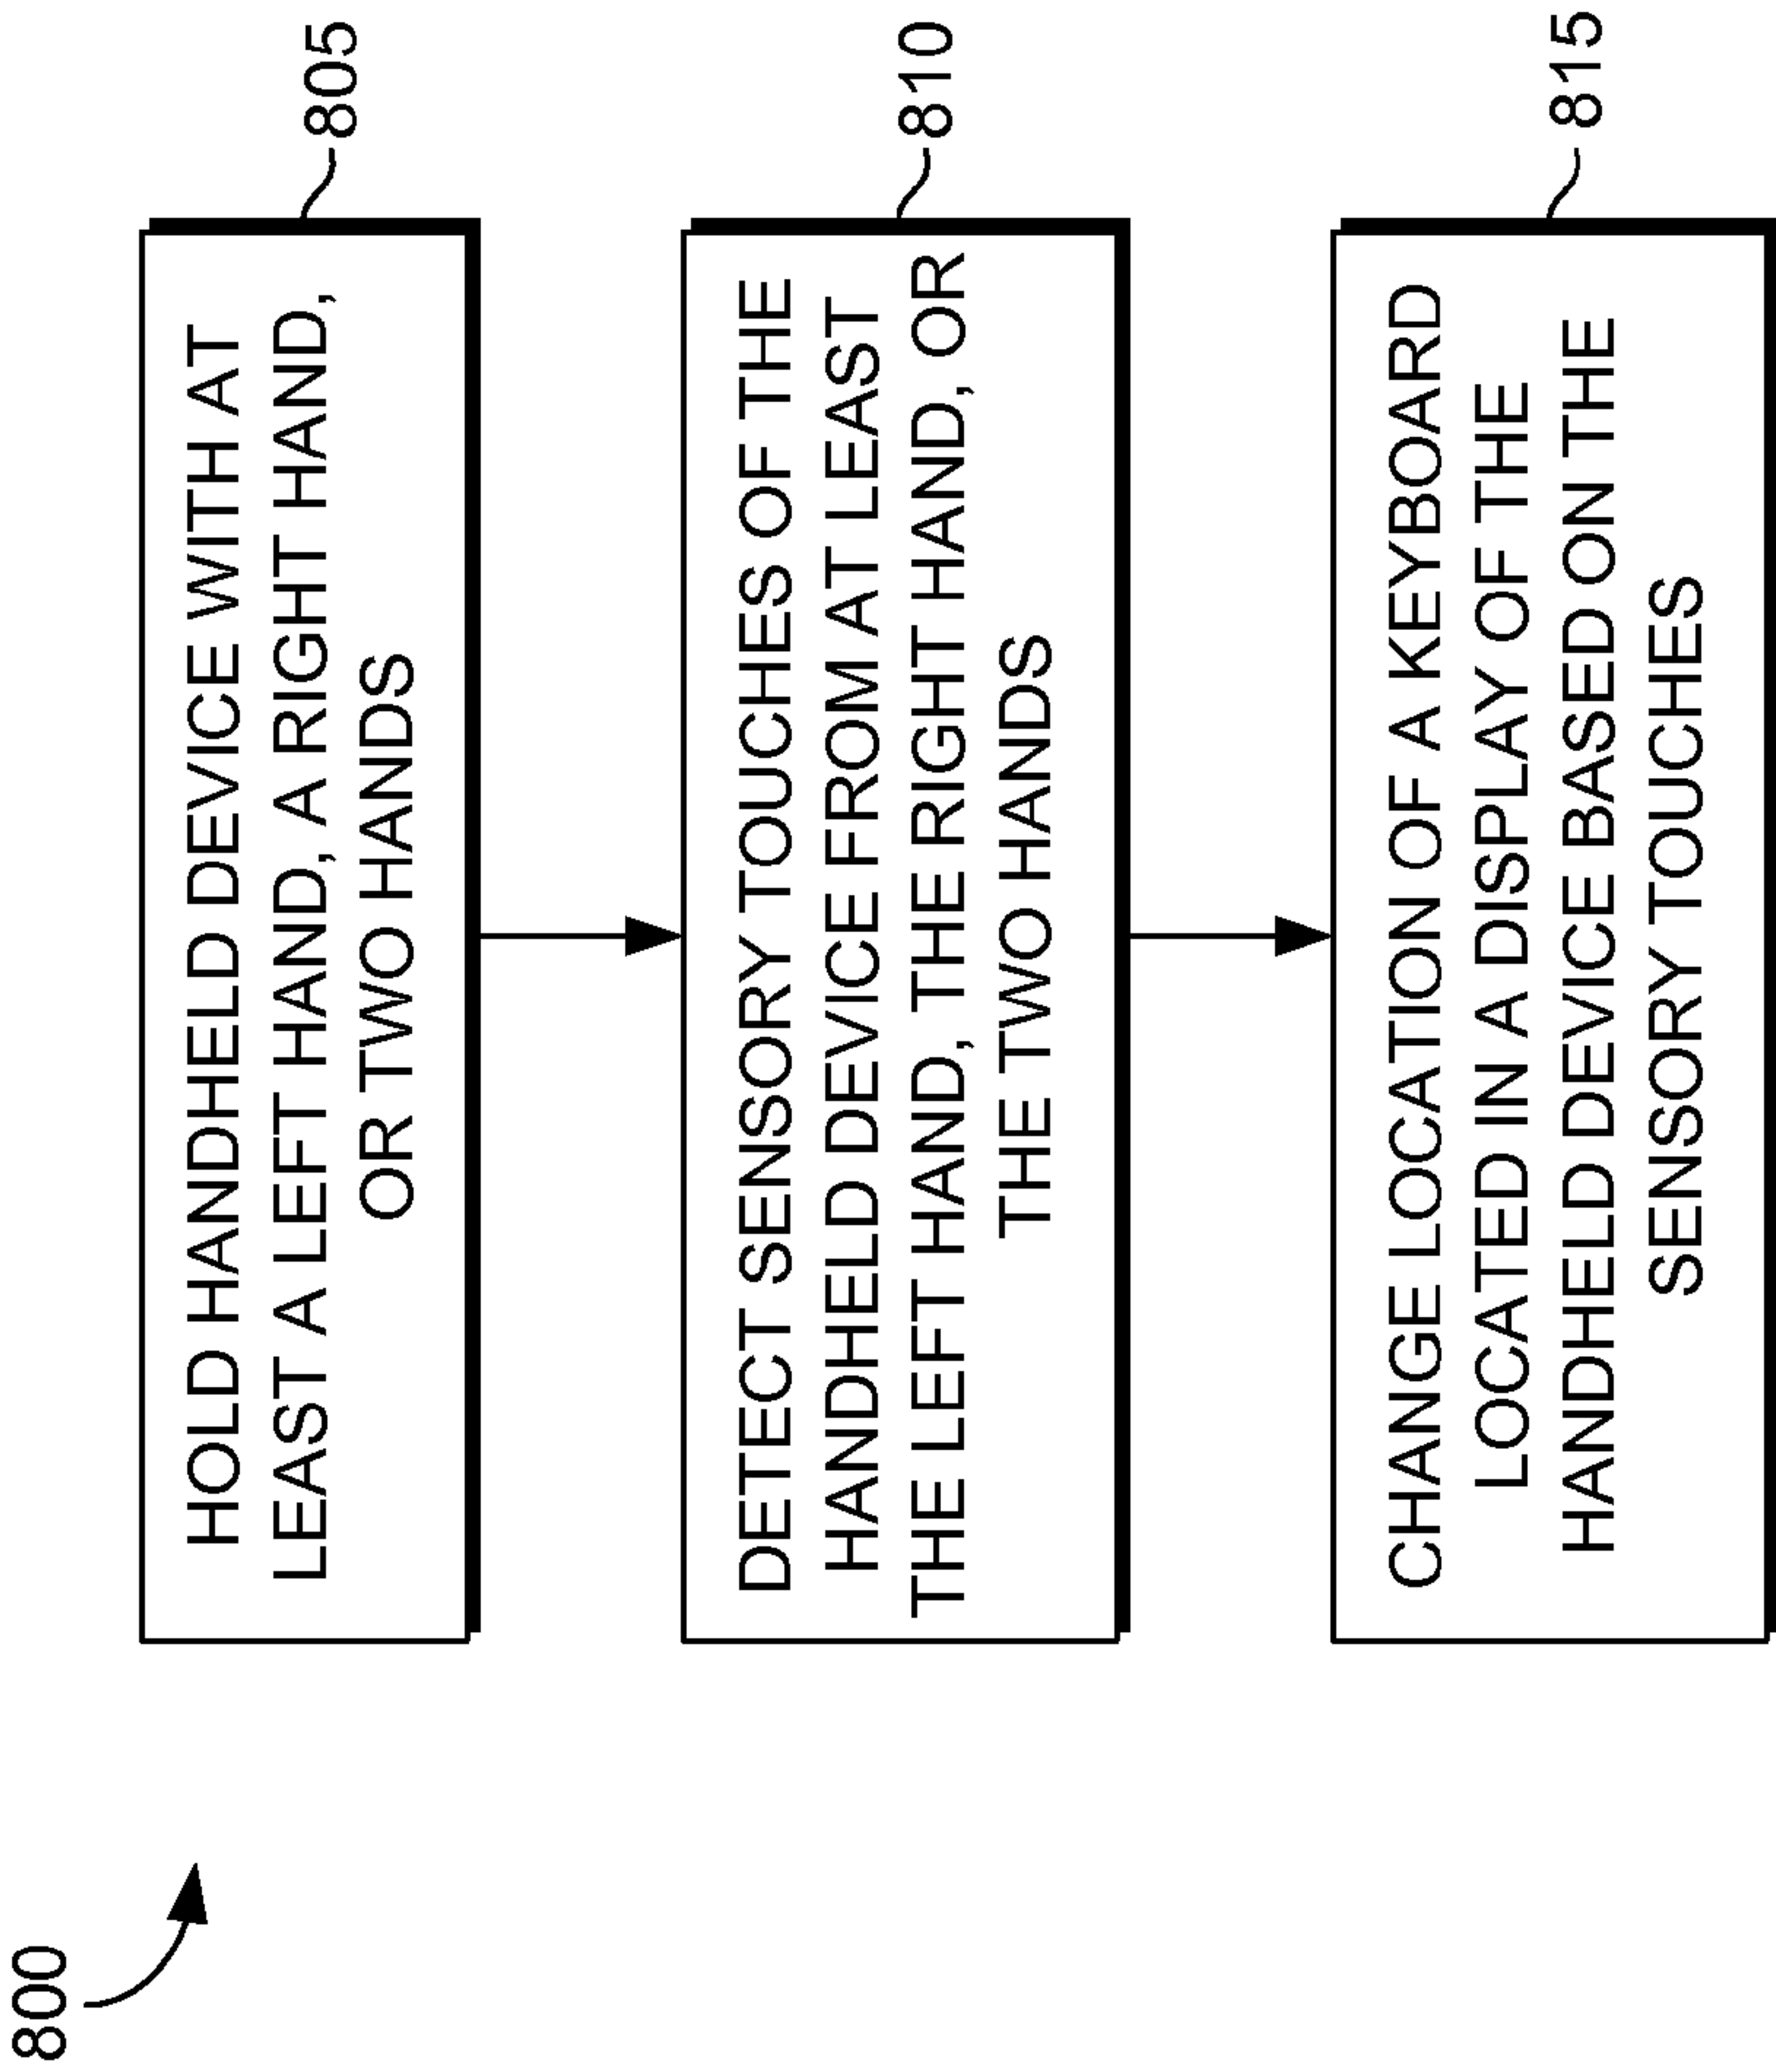 800
HOLD HANDHELD DEVICE WITH AT
LEAST A LEFT HAND, A RIGHT HAND,
OR TWO HANDS
805
DETECT SENSORY TOUCHES OF THE
HANDHELD DEVICE FROM AT LEAST
THE LEFT HAND, THE RIGHT HAND, OR
THE TWO HANDS
810
CHANGE LOCATION OF A KEYBOARD
LOCATED IN A DISPLAY OF THE
HANDHELD DEVICE BASED ON THE
SENSORY TOUCHES
815